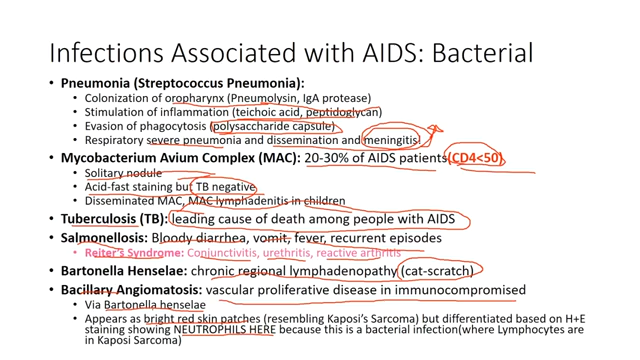 Infections Associated with AIDS: Bacterial
• Pneumonia (Streptococcus Pneumonia):
• Colonization of oropharynx (Pneumolysin, IgA protease)
• Stimulation of inflammation (teichoic acid, peptidoglycan)
• Evasion of phagocytosis (polysaccharide capsule)
• Respiratory severe pneumonia and dissemination and meningitis
• Mycobacterium Avium Complex (MAC): 20-30% of AIDS patients (CD4<50)
• Solitary nodule
• Acid-fast staining but TB negative
• Disseminated MAC, MAC lymphadenitis in children
• Tuberculosis (TB): leading cause of death among people with AIDS
• Salmonellosis: Bloody diarrhea, vomit, fever, recurrent episodes
• Reiter's Syndrome: Conjunctivitis, urethritis, reactive arthritis
• Bartonella Henselae: chronic regional lymphadenopathy (cat-scratch)
• Bacillary Angiomatosis: vascular proliferative disease in immunocompromised
• Via Bartonella henselae
• Appears as bright red skin patches (resembling Kaposi's Sarcoma) but differentiated based on H+E
staining showing NEUTROPHILS HERE because this is a bacterial infection(where Lymphocytes are
in Kaposi Sarcoma)